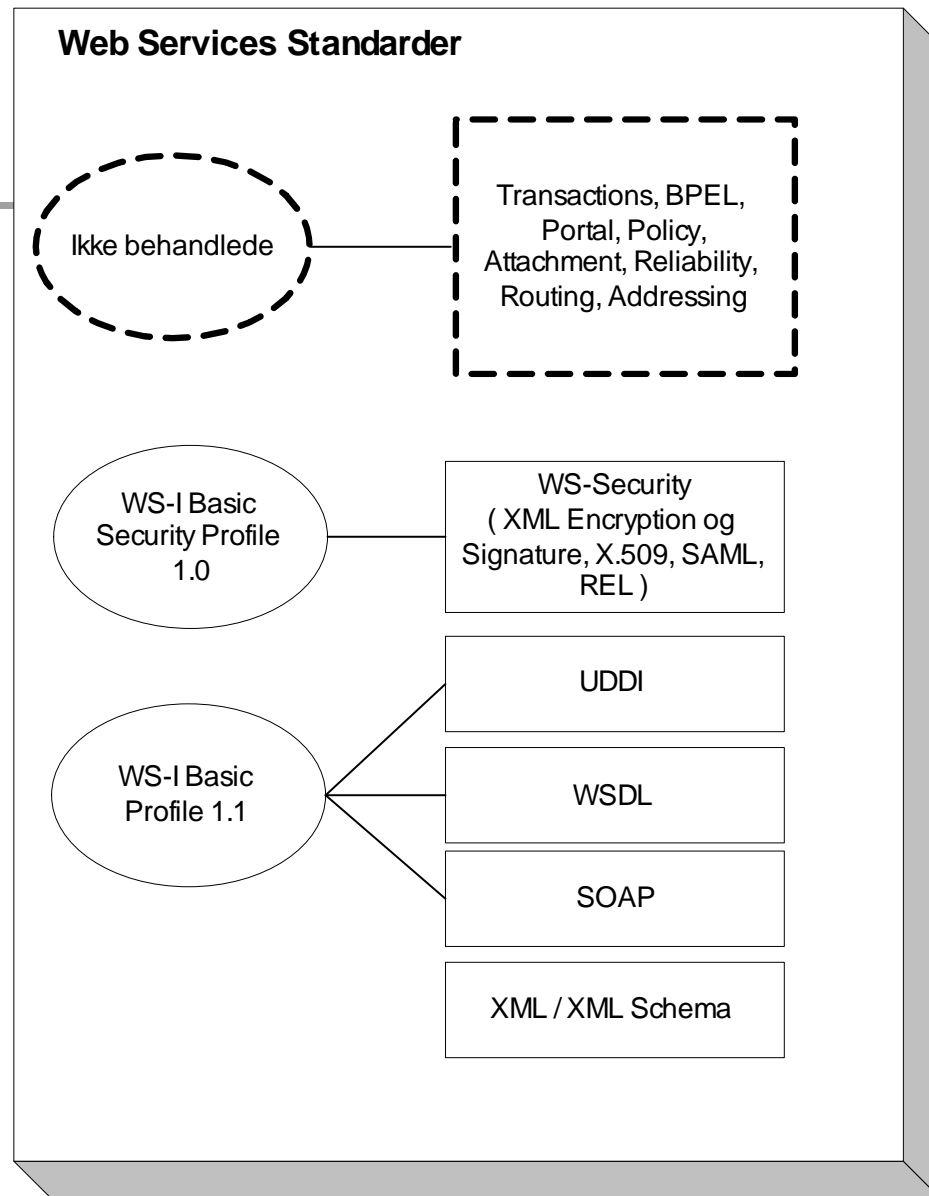 Web Services Standarder
Ikke behandlede
Transactions, BPEL,
Portal, Policy,
Attachment, Reliability,
Routing, Addressing
WS-I Basic
Security Profile
1.0
WS-Security
( XML Encryption og
Signature, X.509, SAML,
REL )
WS-I Basic
Profile 1.1
UDDI
WSDL
SOAP
XML / XML Schema